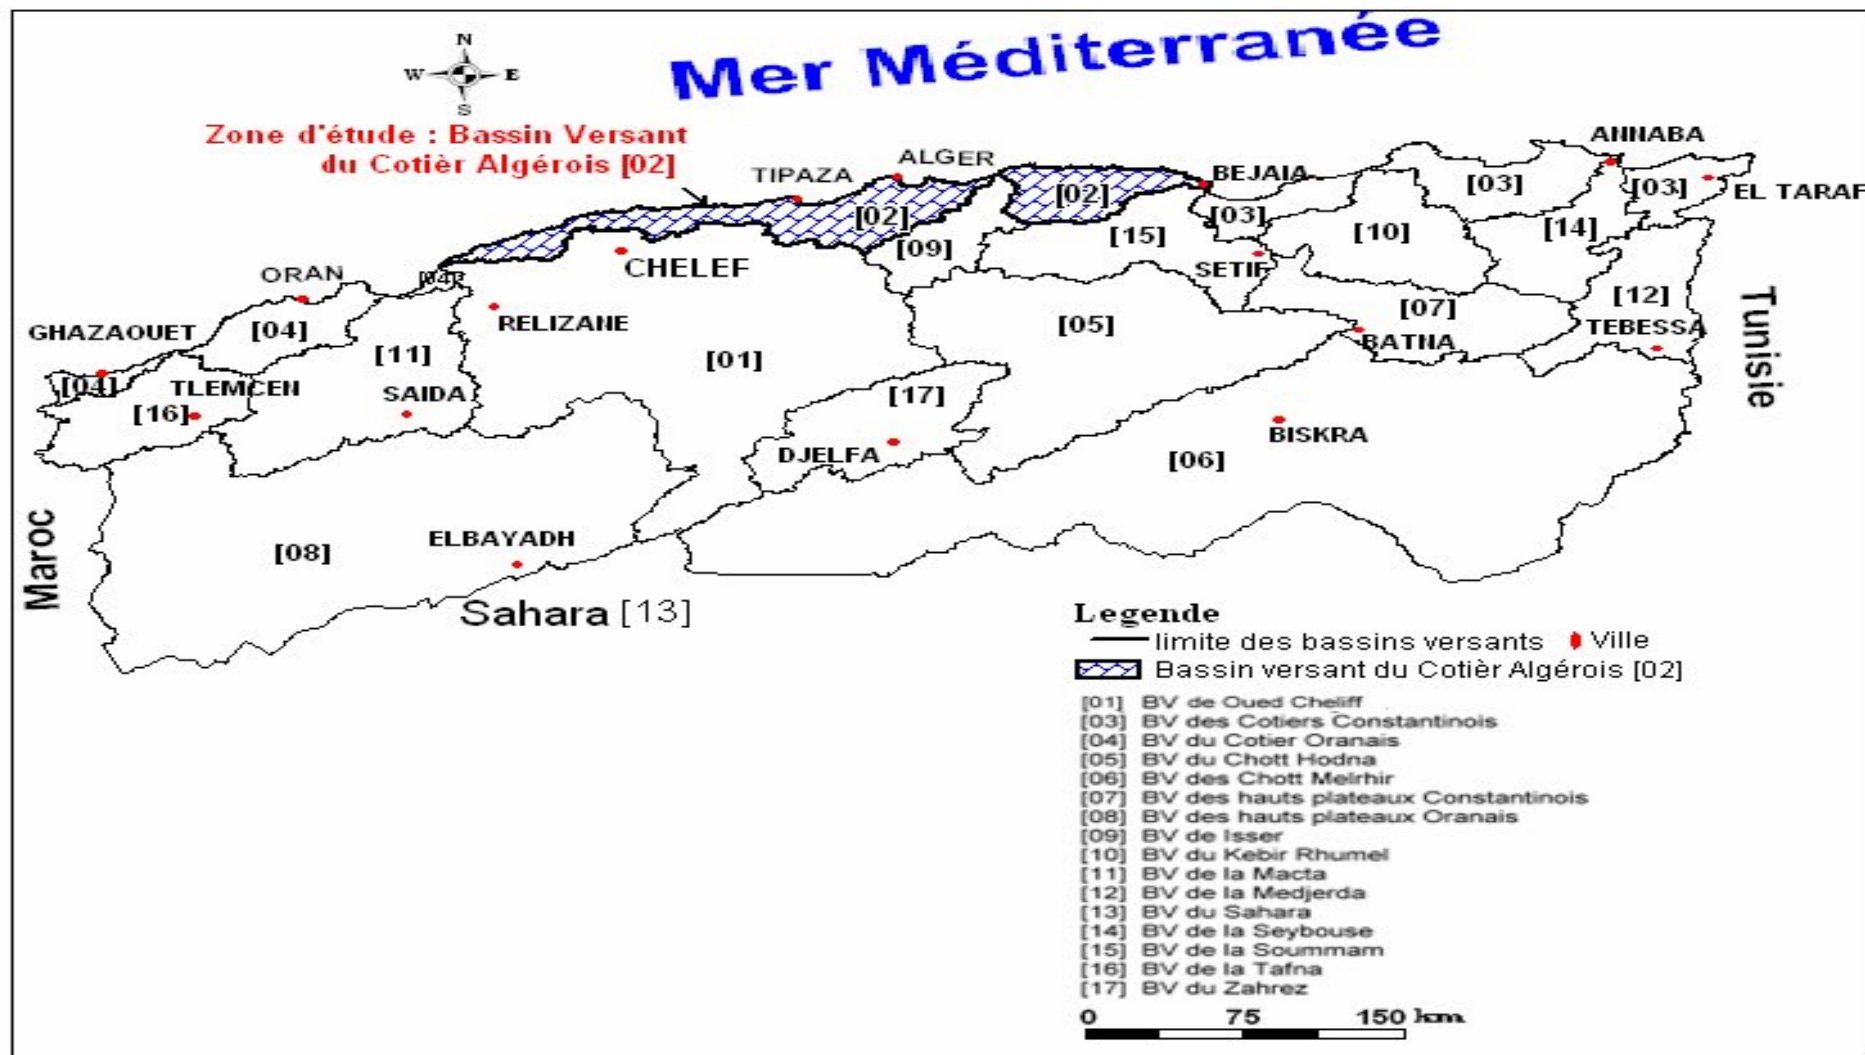 Mer Méditerranée
N
W E
S
Zone d'étude : Bassin Versant
du Cotièr Algérois [02]
TIPAZA
ALGER
BEJAIA
ANNABA
EL TARAF
[02]
[02]
[03]
[03]
[03]
[09]
[15]
[10]
[14]
SETIF
CHELEF
ORAN
[04]
RELIZANE
[04]
GHAZAOUET
[04]
[11]
[01]
[05]
[07]
[12]
BATNA
TEBESSA
Tunisie
TLEMCEN
[16]
SAIDA
[17]
DJELFA
BISKRA
[06]
Maroc
[08]
ELBAYADH
Sahara [13]
Legende
limite des bassins versants Ville
Bassin versant du Cotièr Algérois [02]
[01] BV de Oued Cheliff
[03] BV des Cotiers Constantinois
[04] BV du Cotier Oranais
[05] BV du Chott Hodna
[06] BV des Chott Melrhir
[07] BV des hauts plateaux Constantinois
[08] BV des hauts plateaux Oranais
[09] BV de Isser
[10] BV du Kebir Rhumel
[11] BV de la Macta
[12] BV de la Medjerda
[13] BV du Sahara
[14] BV de la Seybouse
[15] BV de la Soummam
[16] BV de la Tafna
[17] BV du Zahrez
0 75 150 km